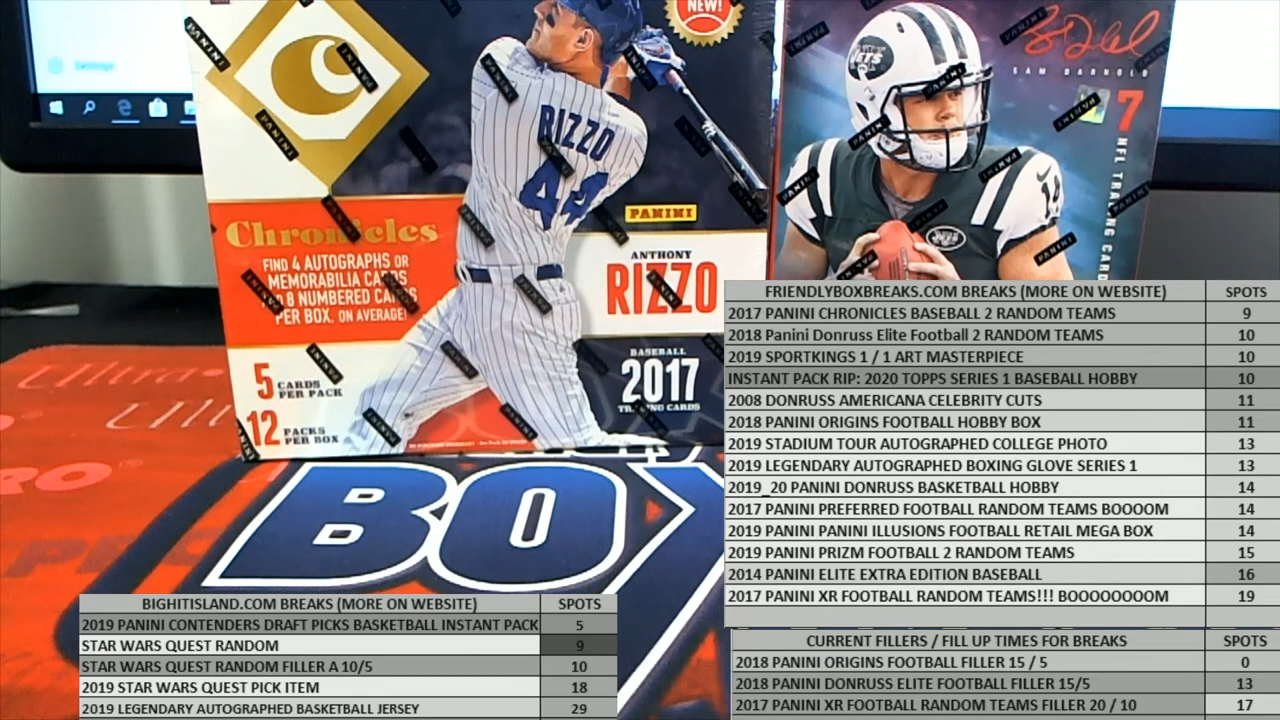 Settings
PANINI
NEW!
RIZZO
44
PANINI
Chronicles
FIND 4 AUTOGRAPHS OR
MEMORABILIA CARDS
8 NUMBERED CARDS
PER BOX, ON AVERAGE!
5 CARDS
PER PACK
12 PACKS
PER BOX
ANTHONY
RIZZO
BASEBALL
2017
TRADING CARDS
JETS
SAM DARNOLD
7
NFL TRADING CARD
14
JETS
Ultra
BOX
FRIENDLYBOXBREAKS.COM BREAKS (MORE ON WEBSITE) SPOTS
2017 PANINI CHRONICLES BASEBALL 2 RANDOM TEAMS 9
2018 Panini Donruss Elite Football 2 RANDOM TEAMS 10
2019 SPORTKINGS 1 / 1 ART MASTERPIECE 10
INSTANT PACK RIP: 2020 TOPPS SERIES 1 BASEBALL HOBBY 10
2008 DONRUSS AMERICANA CELEBRITY CUTS 11
2018 PANINI ORIGINS FOOTBALL HOBBY BOX 11
2019 STADIUM TOUR AUTOGRAPHED COLLEGE PHOTO 13
2019 LEGENDARY AUTOGRAPHED BOXING GLOVE SERIES 1 13
2019_20 PANINI DONRUSS BASKETBALL HOBBY 14
2017 PANINI PREFERRED FOOTBALL RANDOM TEAMS BOOOOM 14
2019 PANINI PANINI ILLUSIONS FOOTBALL RETAIL MEGA BOX 14
2019 PANINI PRIZM FOOTBALL 2 RANDOM TEAMS 15
2014 PANINI ELITE EXTRA EDITION BASEBALL 16
2017 PANINI XR FOOTBALL RANDOM TEAMS!!! BOOOOOOOOM 19
BIGHITISLAND.COM BREAKS (MORE ON WEBSITE) SPOTS
2019 PANINI CONTENDERS DRAFT PICKS BASKETBALL INSTANT PACK 5
STAR WARS QUEST RANDOM 9
STAR WARS QUEST RANDOM FILLER A 10/5 10
2019 STAR WARS QUEST PICK ITEM 18
2019 LEGENDARY AUTOGRAPHED BASKETBALL JERSEY 29
CURRENT FILLERS / FILL UP TIMES FOR BREAKS SPOTS
2018 PANINI ORIGINS FOOTBALL FILLER 15 / 5 0
2018 PANINI DONRUSS ELITE FOOTBALL FILLER 15/5 13
2017 PANINI XR FOOTBALL RANDOM TEAMS FILLER 20 / 10 17